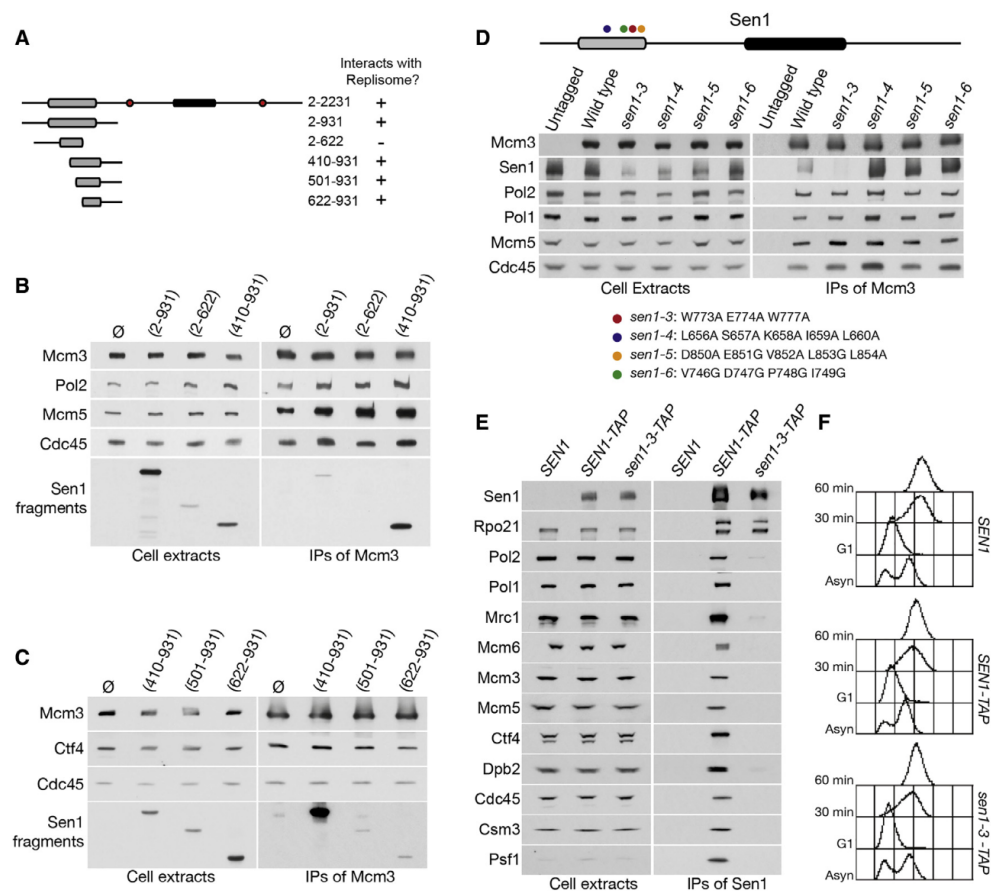 A
Interacts with
Replisome?
2-2231 +
2-931 +
2-622 -
410-931 +
501-931 +
622-931 +
B
Ø (2-931) (2-622) (410-931) Ø (2-931) (2-622) (410-931)
Mcm3
Pol2
Mcm5
Cdc45
Sen1
fragments
Cell extracts IPs of Mcm3
C
Ø (410-931) (501-931) (622-931) Ø (410-931) (501-931) (622-931)
Mcm3
Ctf4
Cdc45
Sen1
fragments
Cell extracts IPs of Mcm3
D
Sen1
Untagged Wild type sen1-3 sen1-4 sen1-5 sen1-6 Untagged Wild type sen1-3 sen1-4 sen1-5 sen1-6
Mcm3
Sen1
Pol2
Pol1
Mcm5
Cdc45
Cell Extracts IPs of Mcm3
sen1-3: W773A E774A W777A
sen1-4: L656A S657A K658A I659A L660A
sen1-5: D850A E851G V852A L853G L854A
sen1-6: V746G D747G P748G I749G
E
SEN1 SEN1-TAP sen1-3-TAP SEN1 SEN1-TAP sen1-3-TAP
Sen1
Rpo21
Pol2
Pol1
Mrc1
Mcm6
Mcm3
Mcm5
Ctf4
Dpb2
Cdc45
Csm3
Psf1
Cell extracts IPs of Sen1
F
60 min
30 min
G1
Asyn
SEN1
60 min
30 min
G1
Asyn
SEN1-TAP
60 min
30 min
G1
Asyn
sen1-3 -TAP